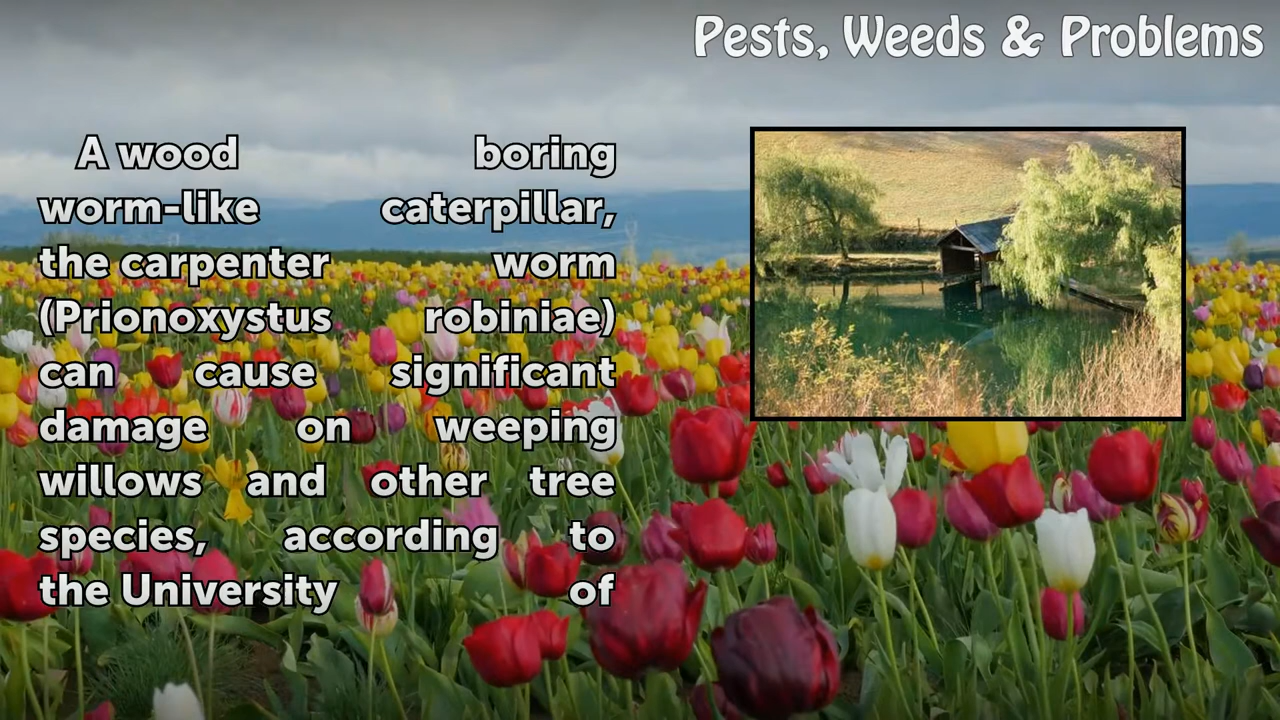 Pests, Weeds & Problems
A wood boring
worm-like caterpillar,
the carpenter worm
(Prionoxystus robiniae)
can cause significant
damage on weeping
willows and other tree
species, according to
the University of